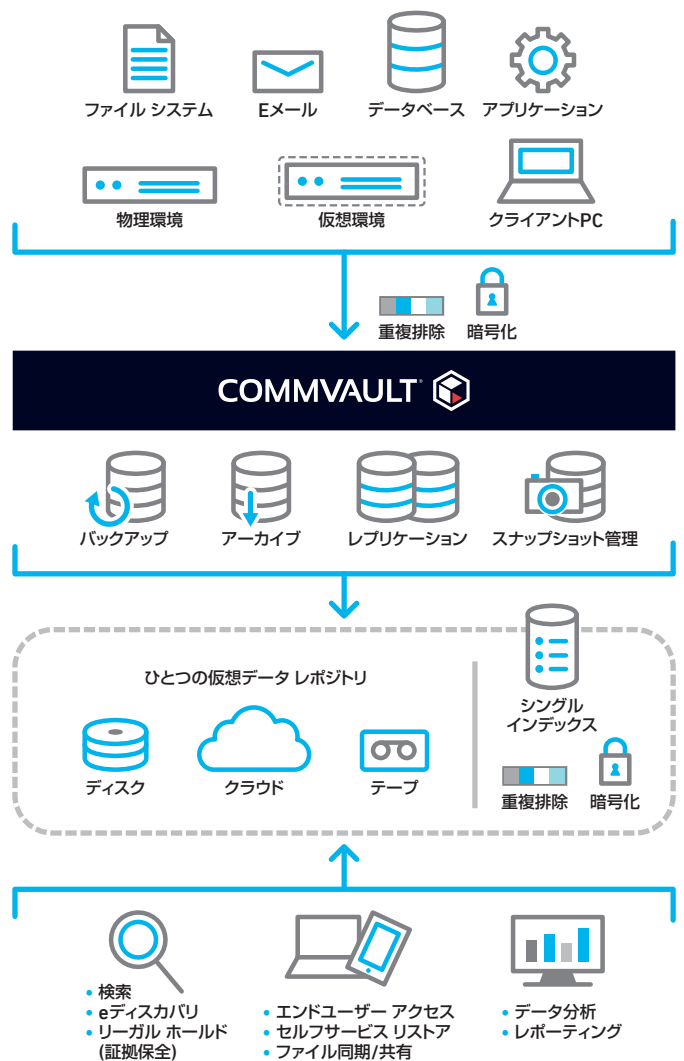 ファイル システム
Eメール
データベース
アプリケーション
物理環境
仮想環境
クライアントPC
重複排除
暗号化
COMMVAULT
バックアップ
アーカイブ
レプリケーション
スナップショット管理
ひとつの仮想データ レポジトリ
ディスク
クラウド
テープ
シングル
インデックス
重複排除
暗号化
• 検索
• eディスカバリ
• リーガル ホールド
(証拠保全)
• エンドユーザー アクセス
• セルフサービス リストア
• ファイル同期/共有
• データ分析
• レポーティング